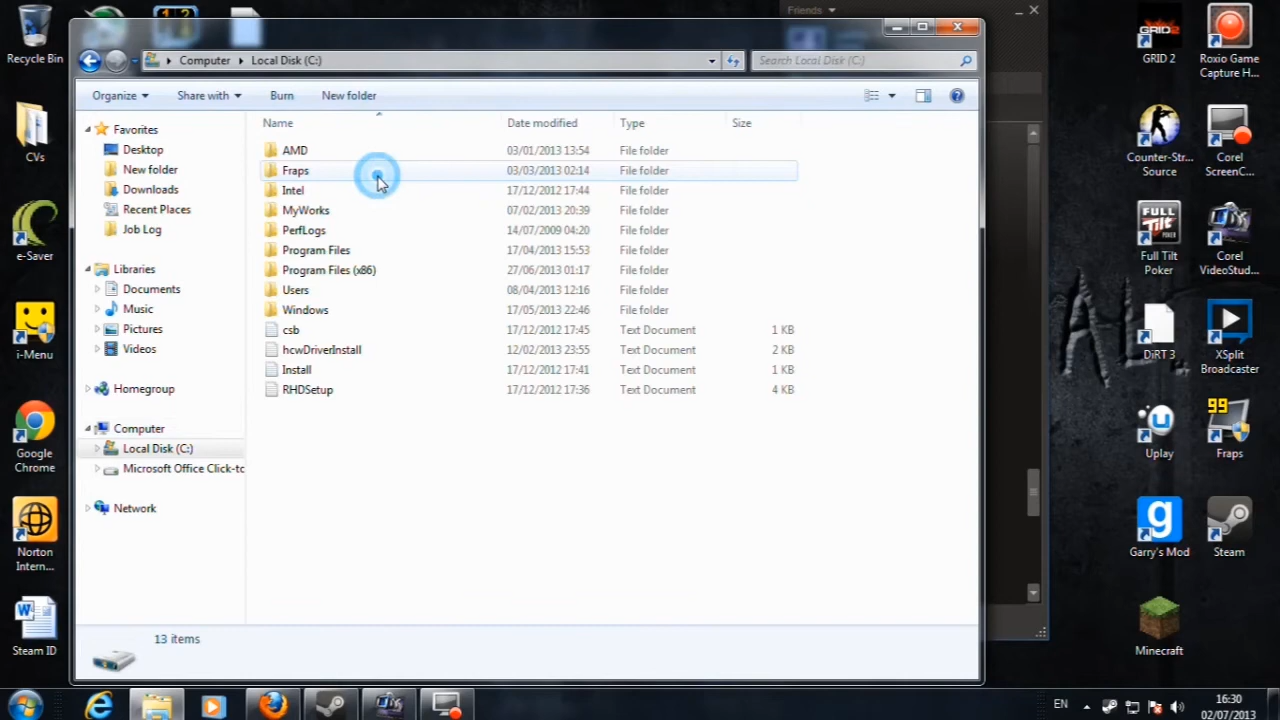 Friends
Computer Local Disk (C:)
Search Local Disk (C:)
Organize Share with Burn New folder
Name Date modified Type Size
AMD 03/01/2013 13:54 File folder
Fraps 03/03/2013 02:14 File folder
Intel 17/12/2012 17:44 File folder
MyWorks 07/02/2013 20:39 File folder
PerfLogs 14/07/2009 04:20 File folder
Program Files 17/04/2013 15:53 File folder
Program Files (x86) 27/06/2013 01:17 File folder
Users 08/04/2013 12:16 File folder
Windows 17/05/2013 22:46 File folder
csb 17/12/2012 17:45 Text Document 1 KB
hcwDriverInstall 12/02/2013 23:55 Text Document 2 KB
Install 17/12/2012 17:41 Text Document 1 KB
RHDSetup 17/12/2012 17:36 Text Document 4 KB
Favorites
Desktop
New folder
Downloads
Recent Places
Job Log
Libraries
Documents
Music
Pictures
Videos
Homegroup
Computer
Local Disk (C:)
Microsoft Office Click-to
Network
13 items
Recycle Bin
CVs
e-Saver
i-Menu
Google
Chrome
Norton
Intern...
Steam ID
GRID 2
Counter-Str...
Source
FULL
TILT
POKER
Full Tilt
Poker
DiRT 3
Uplay
Garry's Mod
Minecraft
Roxio Game
Capture H...
Corel
ScreenC...
Corel
VideoStud...
XSplit
Broadcaster
99
Fraps
Steam
EN
16:30
02/07/2013